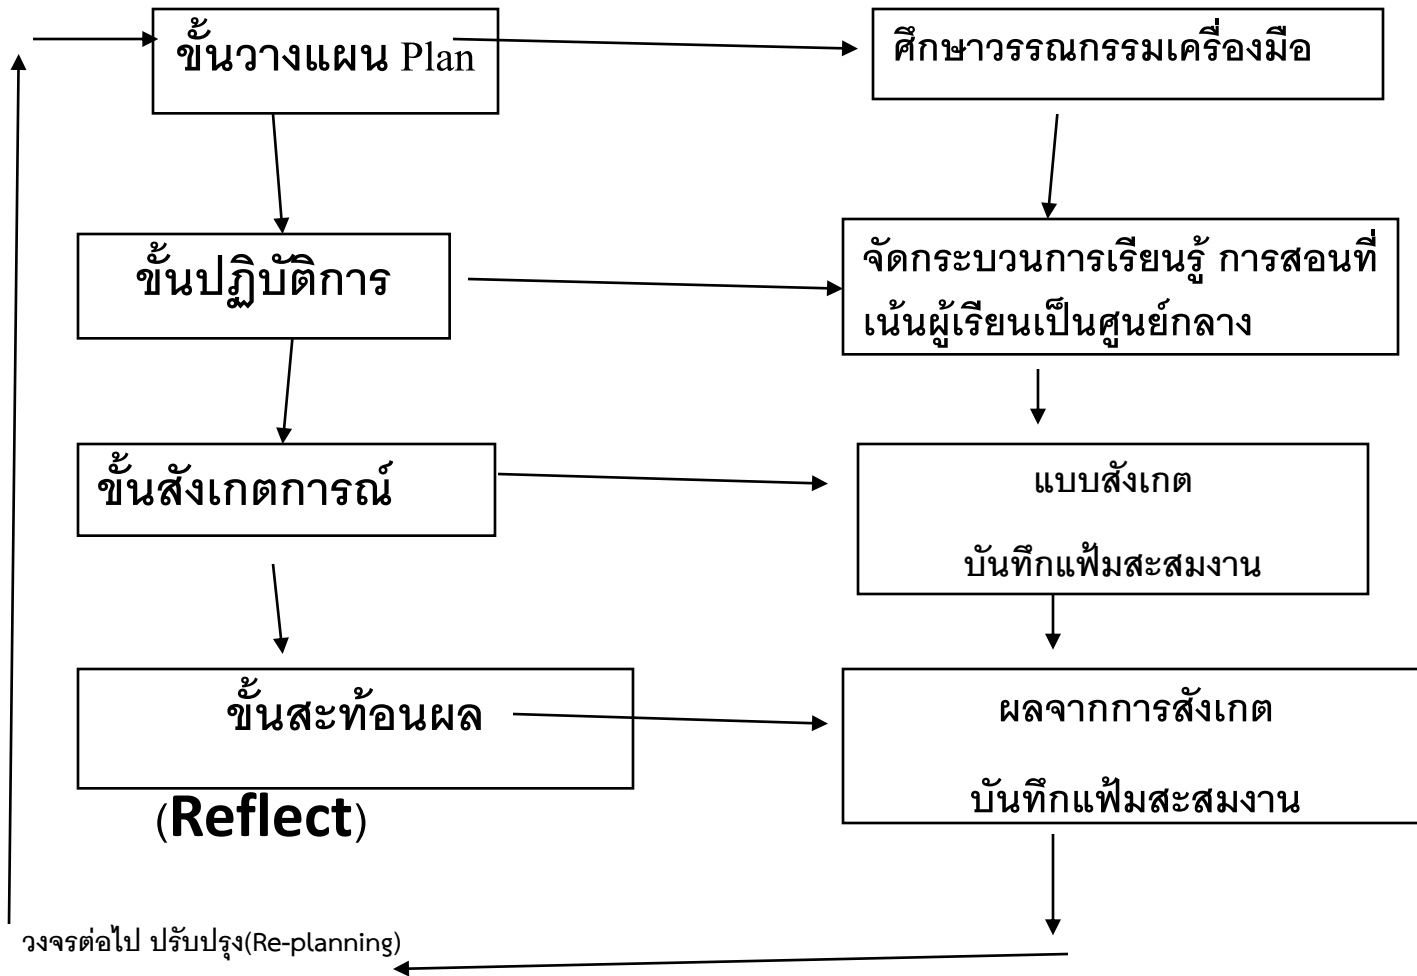 ขั้นวางแผน Plan
ศึกษาวรรณกรรมเครื่องมือ
ขั้นปฏิบัติการ
จัดกระบวนการเรียนรู้ การสอนที่
เน้นผู้เรียนเป็นศูนย์กลาง
ขั้นสังเกตการณ์
แบบสังเกต
บันทึกแฟ้มสะสมงาน
ขั้นสะท้อนผล
(Reflect)
ผลจากการสังเกต
บันทึกแฟ้มสะสมงาน
วงจรต่อไป ปรับปรุง(Re-planning)